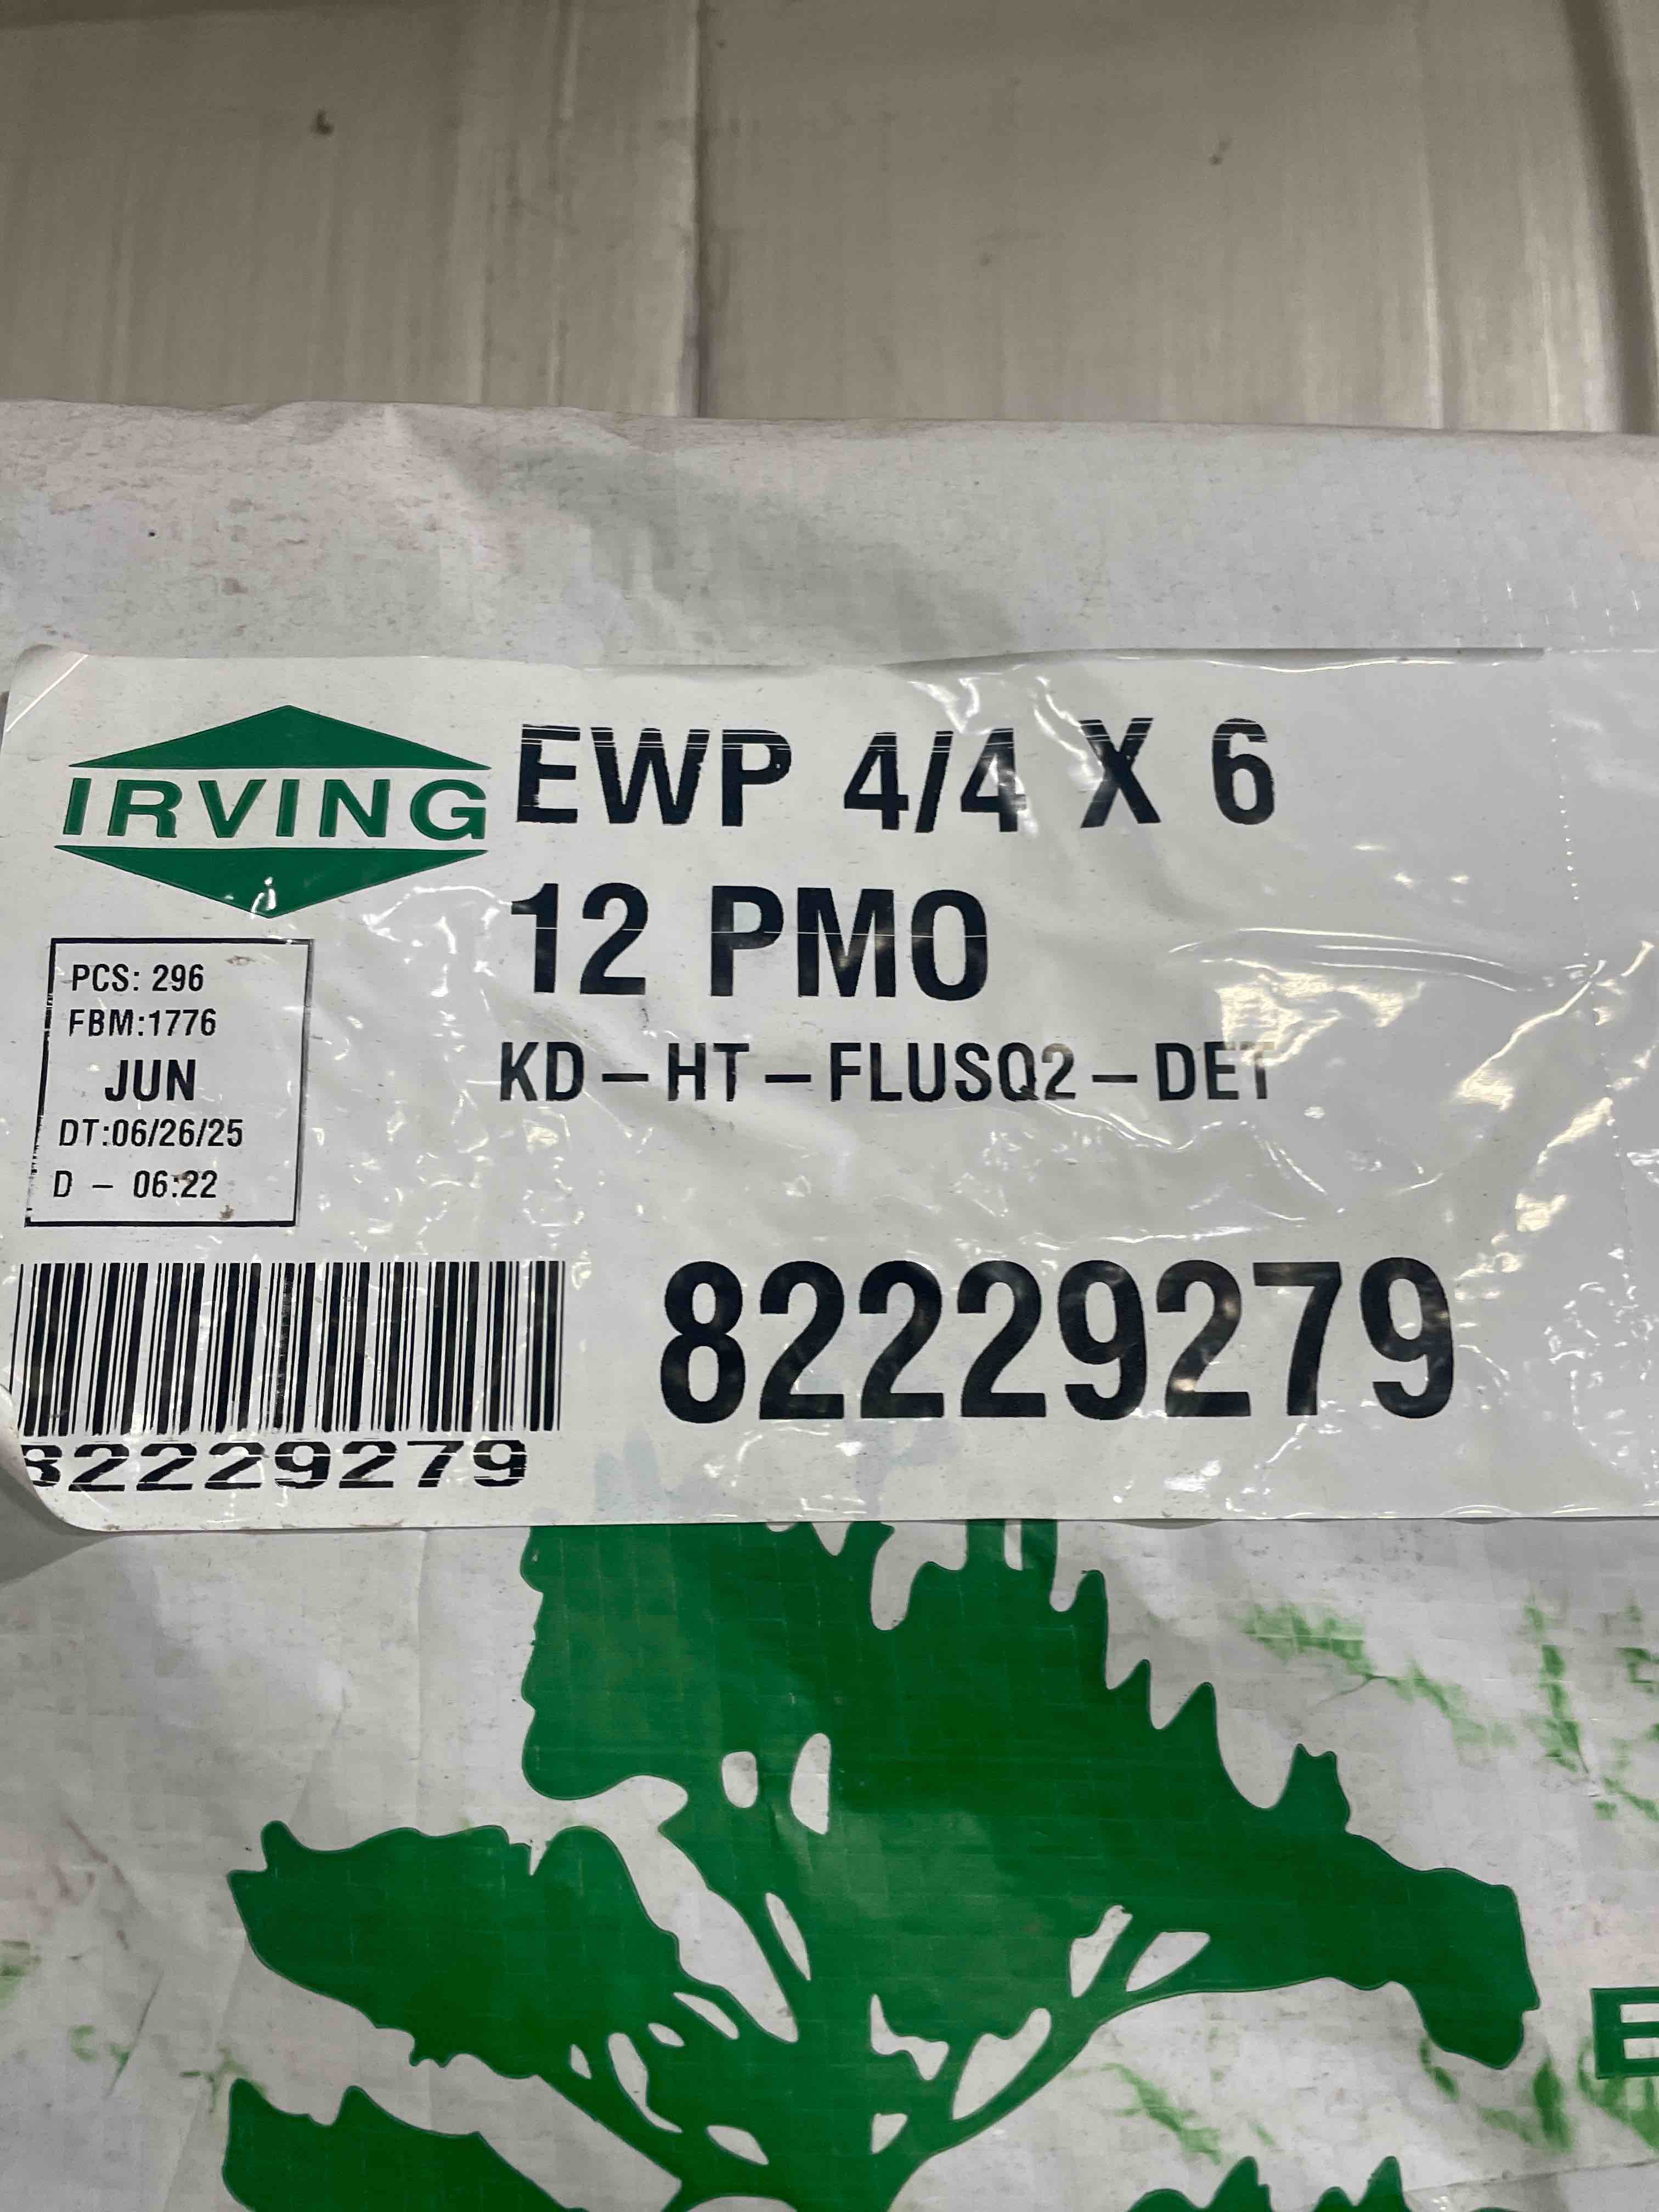 IRVING
EWP 4/4 X 6
12 PMO
KD-HT-FLUSQ2-DET
PCS: 296
FBM:1776
JUN
DT:06/26/25
D - 06:22
82229279
82229279